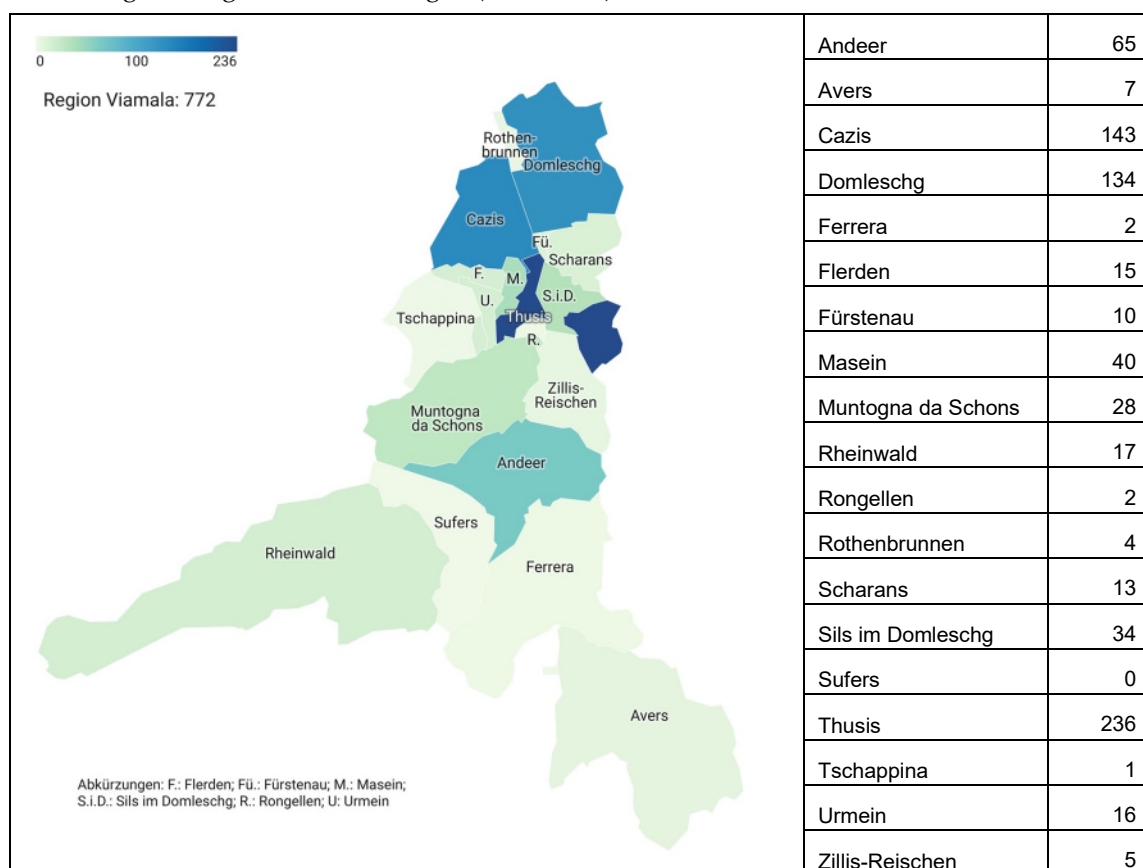 0 100 236
Region Viamala: 772
Rothen-
brunnen
Domleschg
Cazis
Fü.
Scharans
F.
M.
S.i.D.
U.
Tschappina
Thusis
R.
Zillis-
Reischen
Muntogna
da Schons
Andeer
Sufers
Rheinwald
Ferrera
Avers
Abkürzungen: F.: Flerden; Fü.: Fürstenau; M.: Masein;
S.i.D.: Sils im Domleschg; R.: Rongellen; U: Urmein
Andeer 65
Avers 7
Cazis 143
Domleschg 134
Ferrera 2
Flerden 15
Fürstenau 10
Masein 40
Muntogna da Schons 28
Rheinwald 17
Rongellen 2
Rothenbrunnen 4
Scharans 13
Sils im Domleschg 34
Sufers 0
Thusis 236
Tschappina 1
Urmein 16
Zillis-Reischen 5